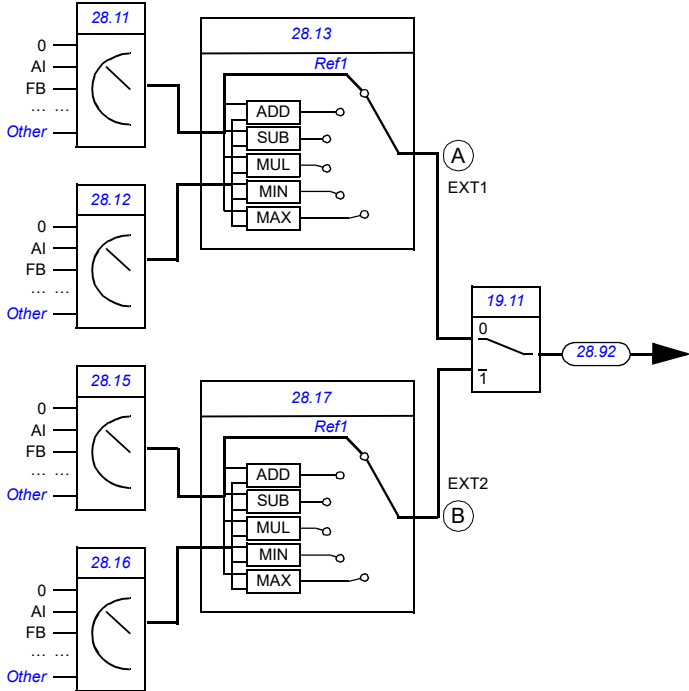 28.11
0
AI
FB
... ...
Other
28.12
0
AI
FB
... ...
Other
28.13
Ref1
ADD
SUB
MUL
MIN
MAX
A
EXT1
19.11
0
1
28.92
28.15
0
AI
FB
... ...
Other
28.16
0
AI
FB
... ...
Other
28.17
Ref1
ADD
SUB
MUL
MIN
MAX
EXT2
B